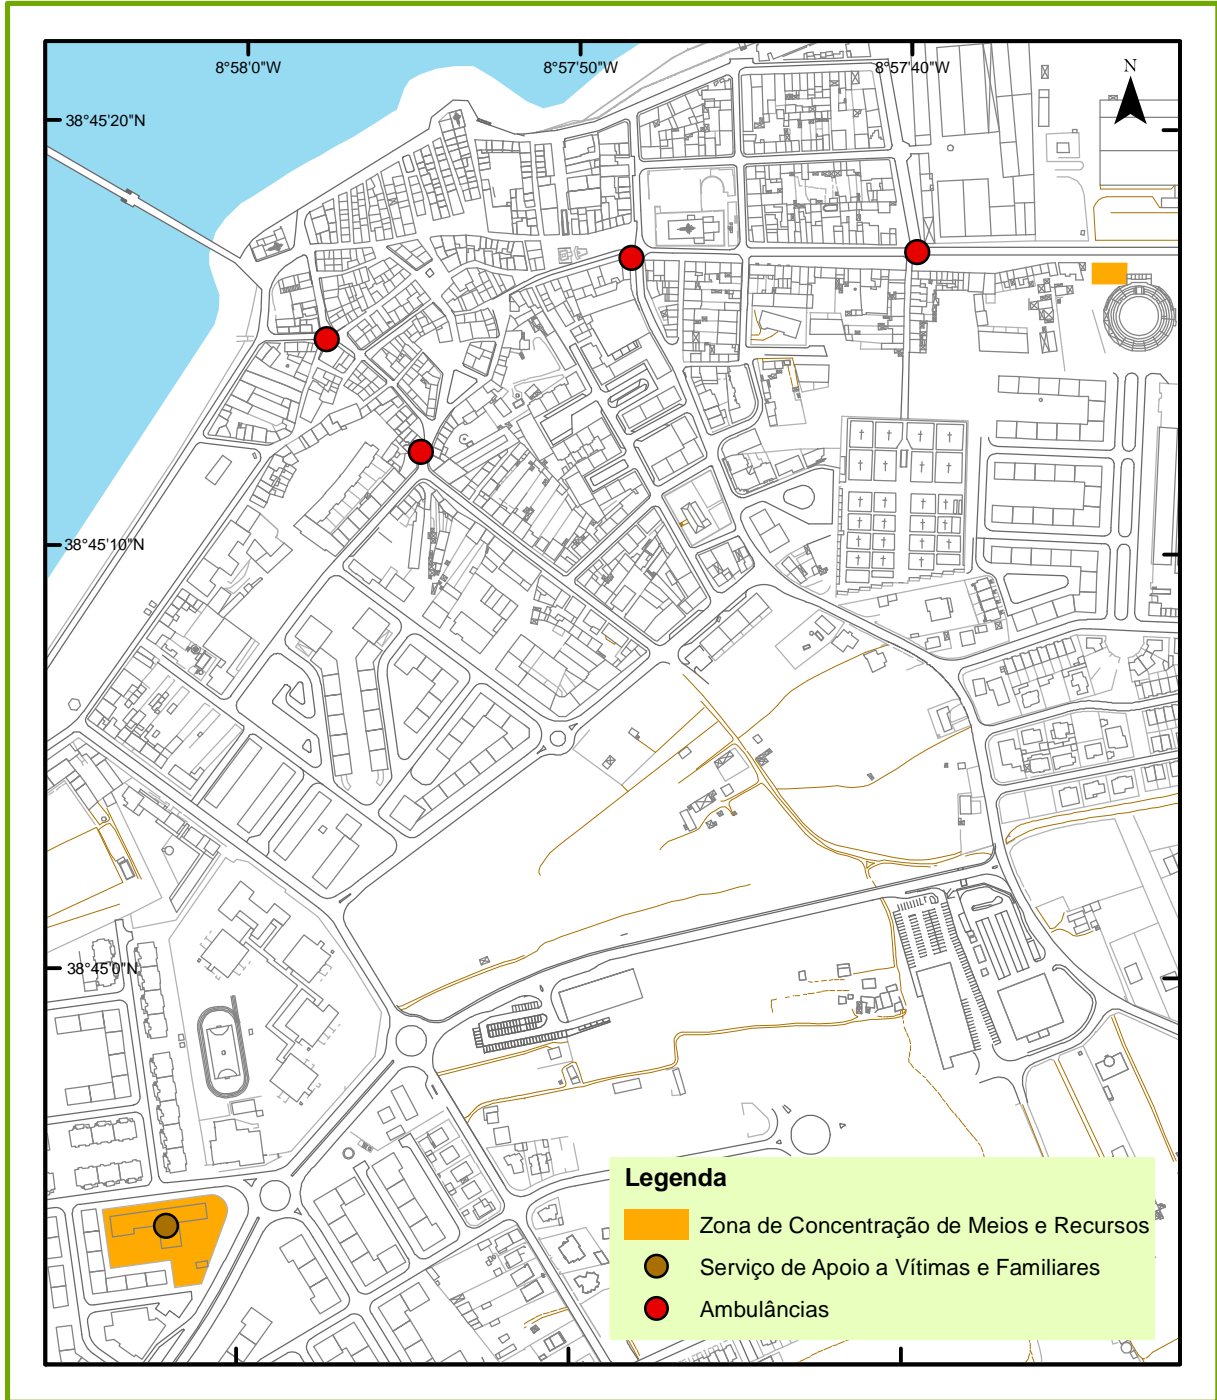 8°58'0"W
8°57'50"W
8°57'40"W
N
38°45'20"N
38°45'10"N
38°45'0"N
Legenda
Zona de Concentração de Meios e Recursos
Serviço de Apoio a Vítimas e Familiares
Ambulâncias